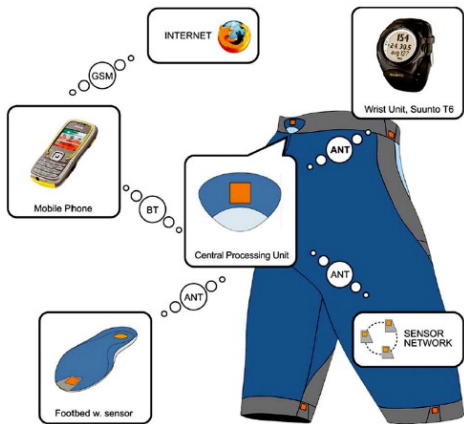 INTERNET
GSM
Wrist Unit, Suunto T6
ANT
Mobile Phone
BT
Central Processing Unit
ANT
ANT
SENSOR
NETWORK
Footbed w. sensor